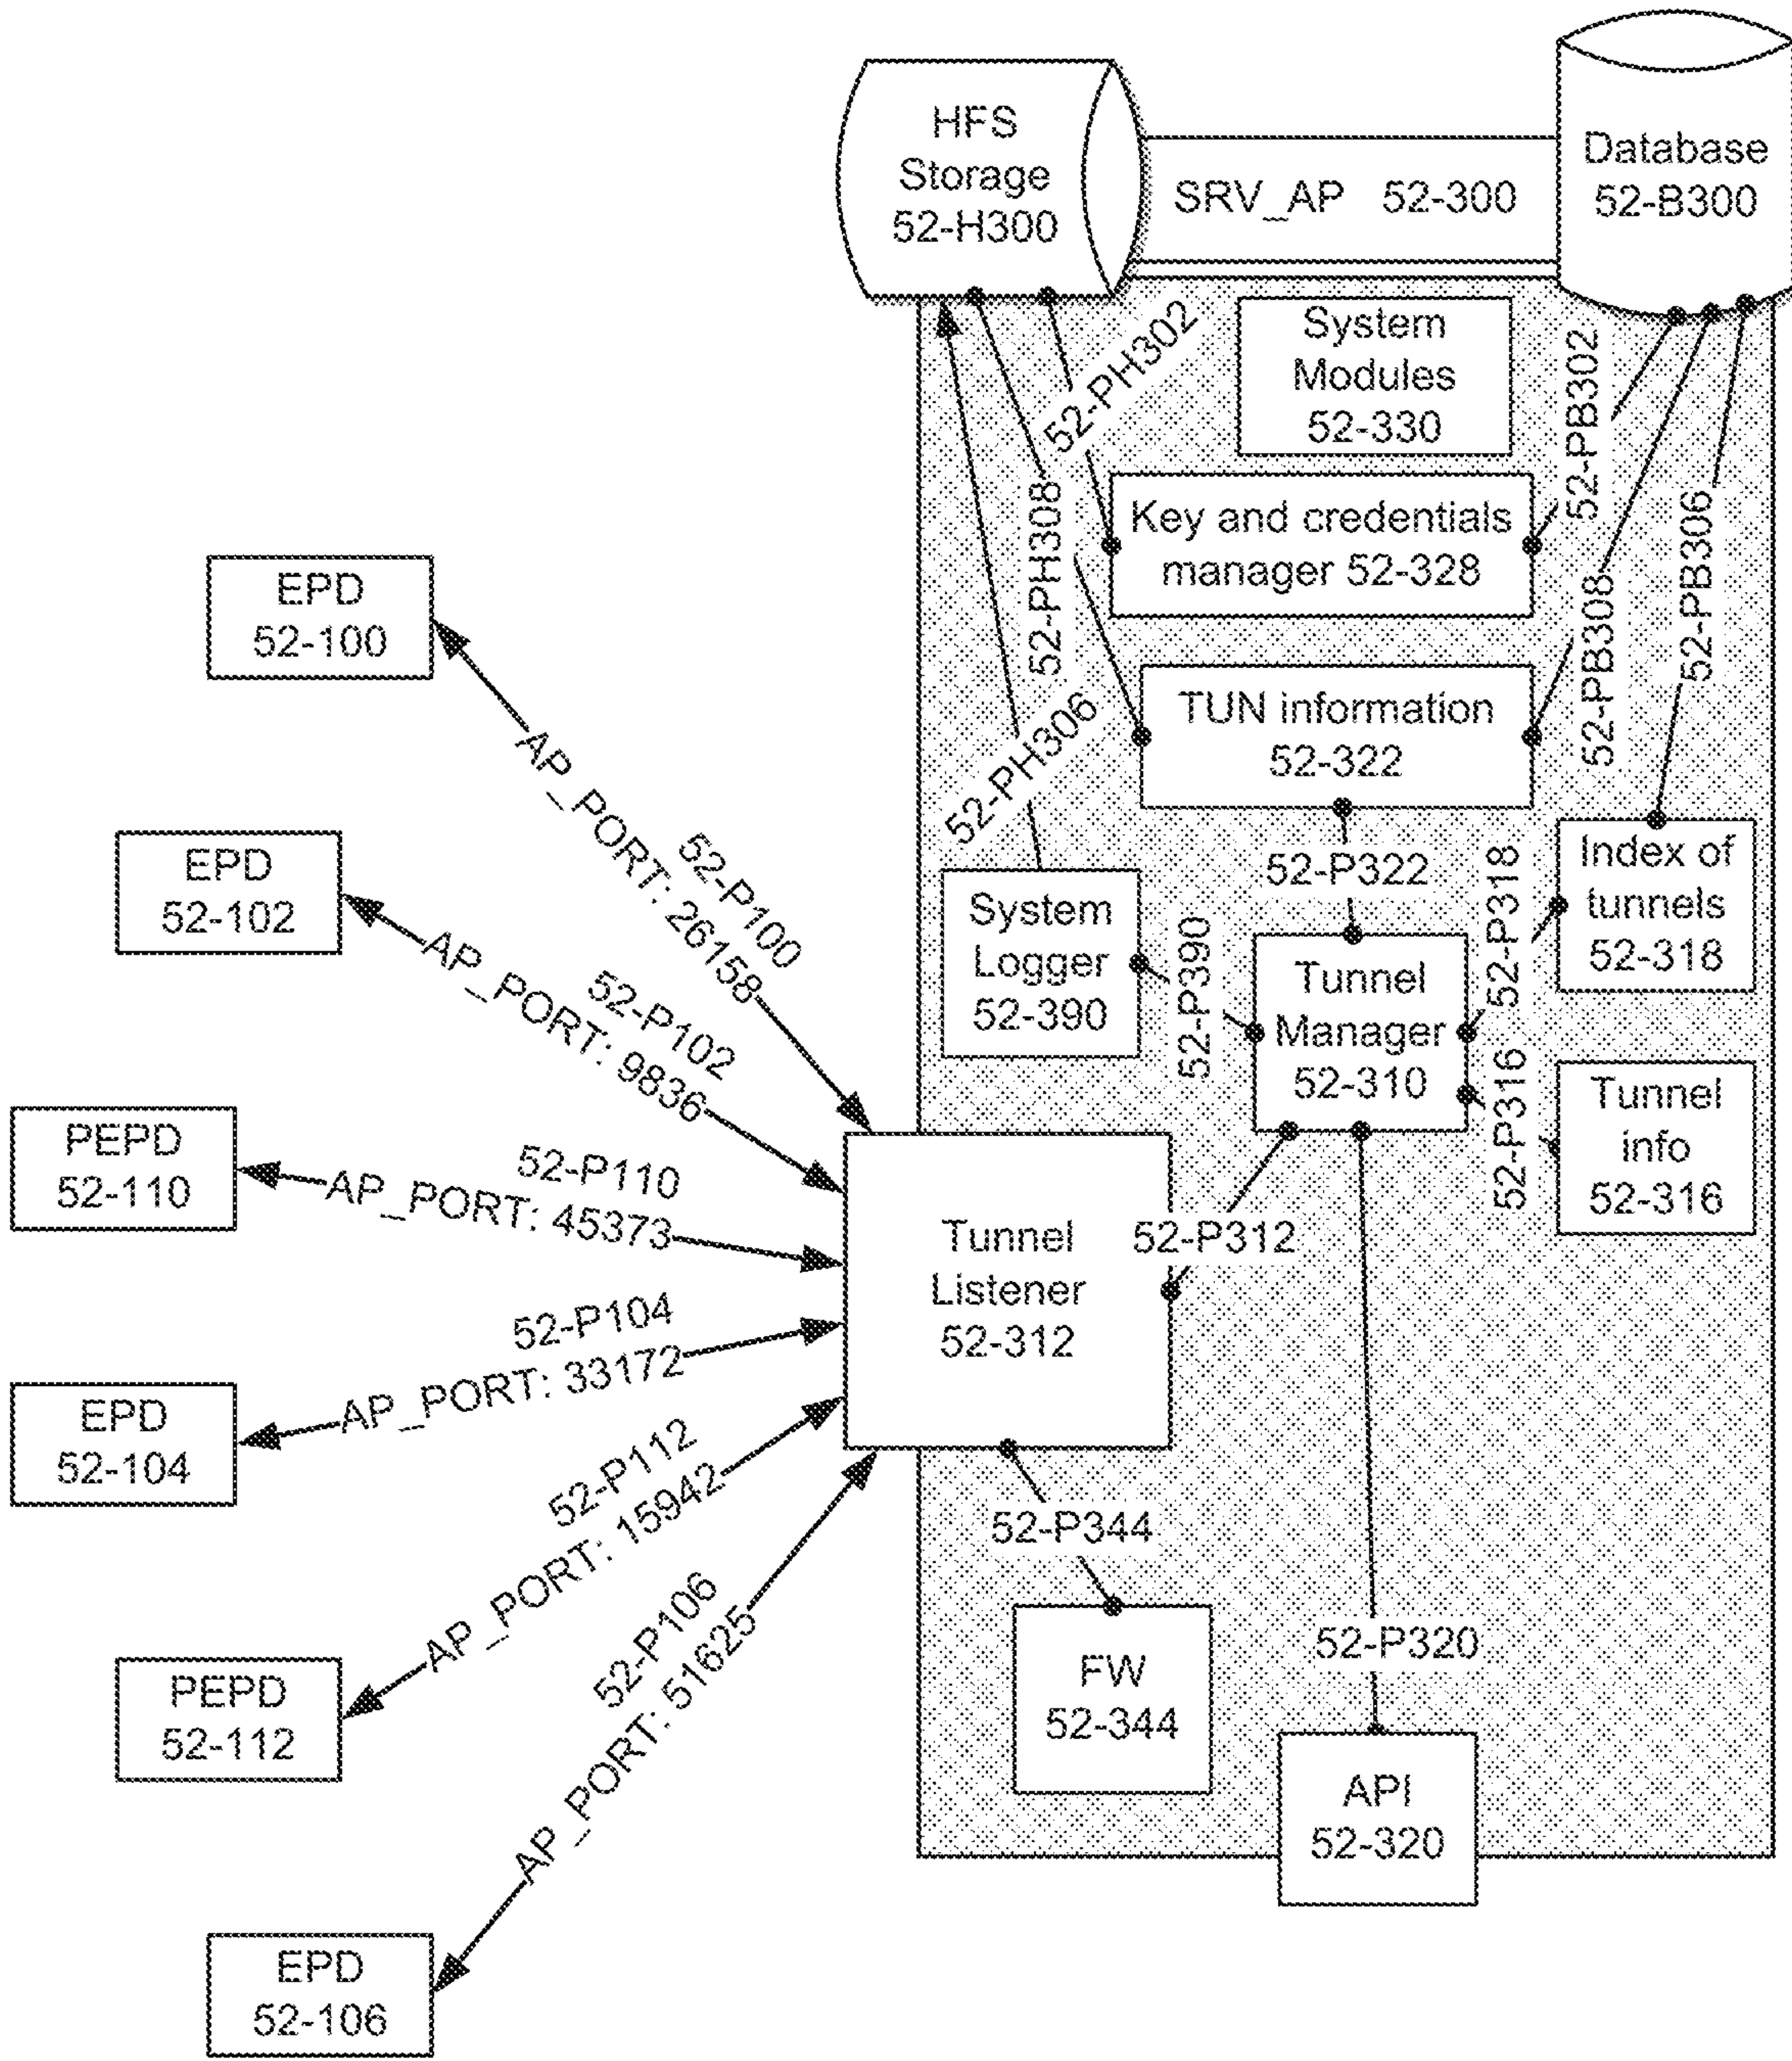 HFS
Storage
52-H300
SRV_AP 52-300
Database
52-B300
System
Modules
52-330
52-PH302
52-PB302
Key and credentials
manager 52-328
52-PH308
52-PB308
52-PB306
TUN information
52-322
52-PH306
52-P322
52-P318
Index of
tunnels
52-318
System
Logger
52-390
52-P390
Tunnel
Manager
52-310
52-P316
Tunnel
info
52-316
EPD
52-100
52-P100
AP_PORT: 26158
EPD
52-102
52-P102
AP_PORT: 9836
PEPD
52-110
52-P110
AP_PORT: 45373
Tunnel
Listener
52-312
52-P312
52-P104
AP_PORT: 33172
EPD
52-104
52-P112
AP_PORT: 15942
PEPD
52-112
52-P106
AP_PORT: 51625
EPD
52-106
52-P344
FW
52-344
52-P320
API
52-320